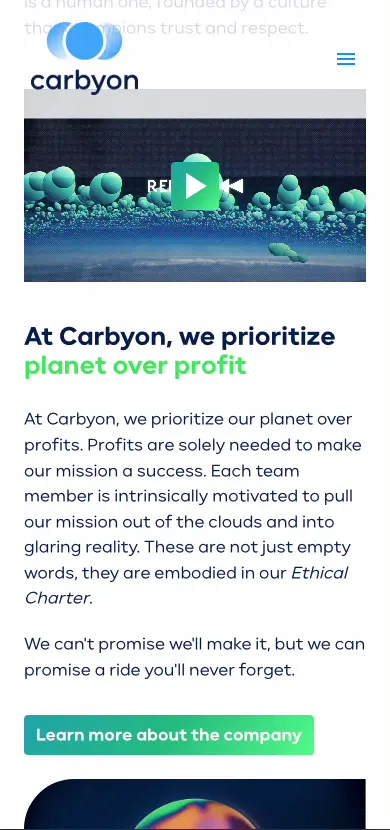 is a human one, founded by a culture
that champions trust and respect.
carbyon
At Carbyon, we prioritize
planet over profit
At Carbyon, we prioritize our planet over
profits. Profits are solely needed to make
our mission a success. Each team
member is intrinsically motivated to pull
our mission out of the clouds and into
glaring reality. These are not just empty
words, they are embodied in our Ethical
Charter.
We can't promise we'll make it, but we can
promise a ride you'll never forget.
Learn more about the company